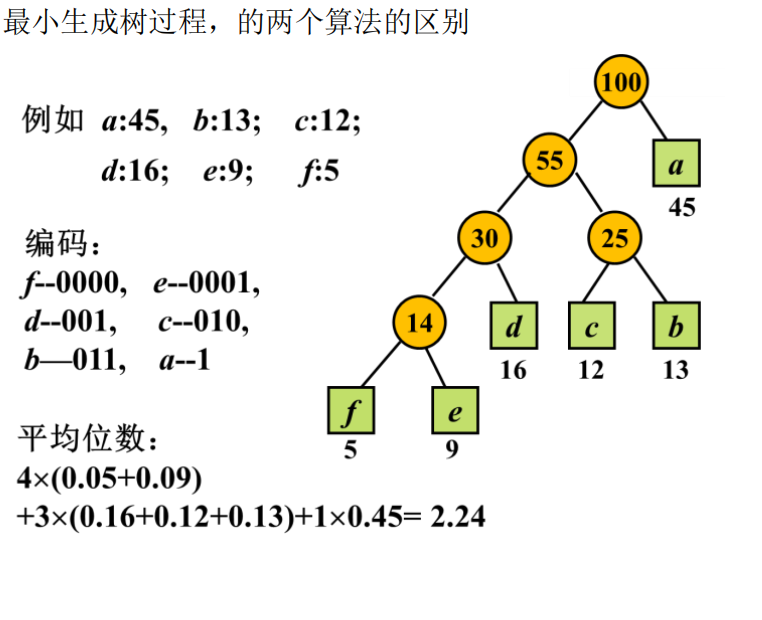 最小生成树过程，的两个算法的区别
例如 a:45, b:13; c:12;
d:16; e:9; f:5
编码：
f--0000, e--0001,
d--001, c--010,
b—011, a--1
平均位数：
4×(0.05+0.09)
+3×(0.16+0.12+0.13)+1×0.45= 2.24
100
55
a
45
30
25
14
d
c
b
16
12
13
f
e
5
9